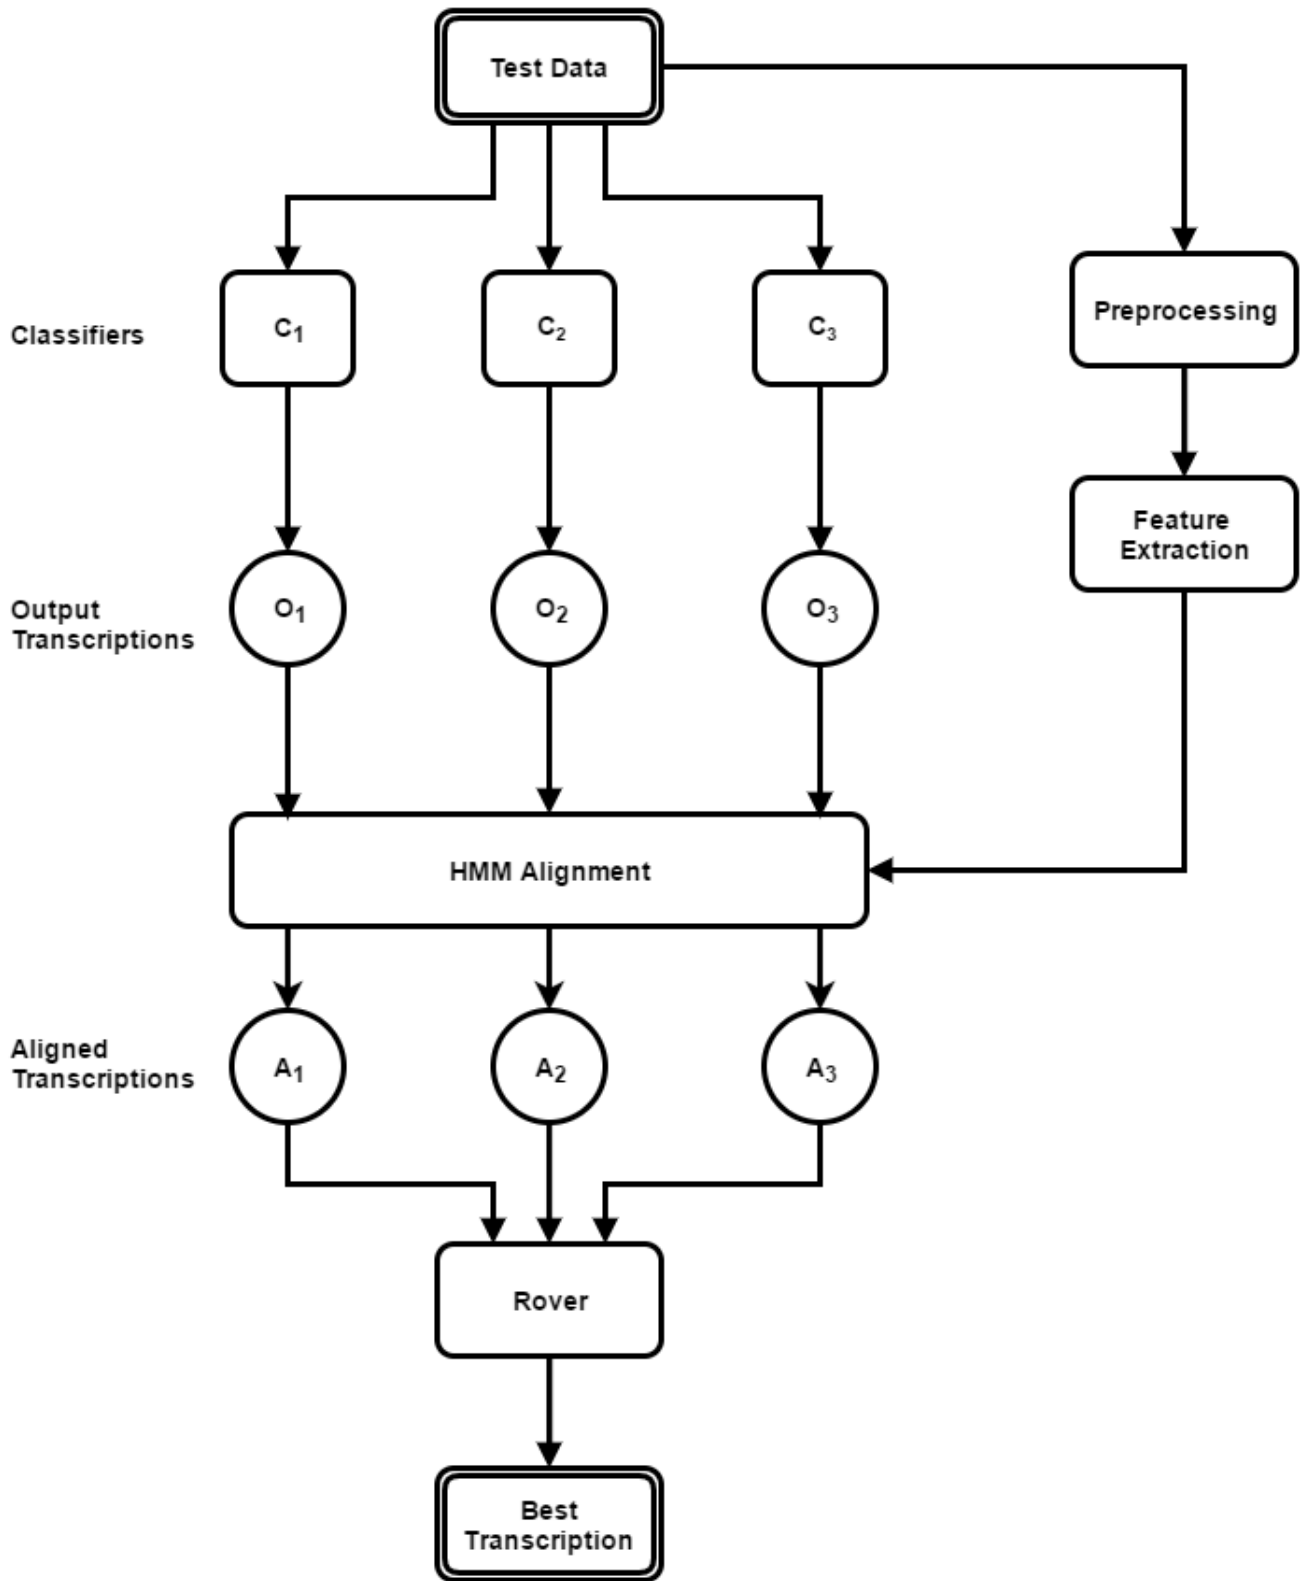 Test Data
Classifiers
C1
C2
C3
Preprocessing
Feature
Extraction
Output
Transcriptions
O1
O2
O3
HMM Alignment
Aligned
Transcriptions
A1
A2
A3
Rover
Best
Transcription